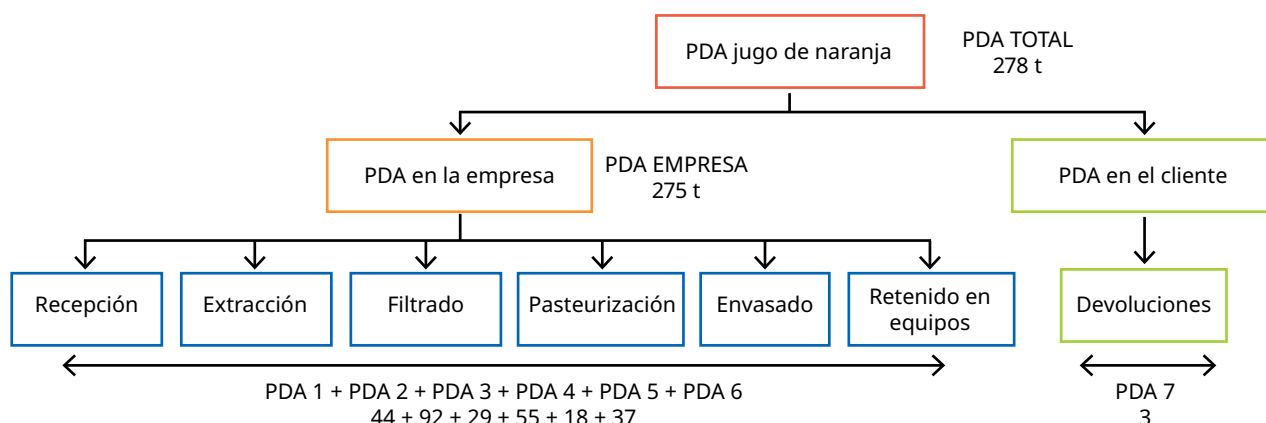 PDA jugo de naranja
PDA TOTAL
278 t
PDA en la empresa
PDA EMPRESA
275 t
PDA en el cliente
Recepción
Extracción
Filtrado
Pasteurización
Envasado
Retenido en
equipos
Devoluciones
PDA 1 + PDA 2 + PDA 3 + PDA 4 + PDA 5 + PDA 6
44 + 92 + 29 + 55 + 18 + 37
PDA 7
3